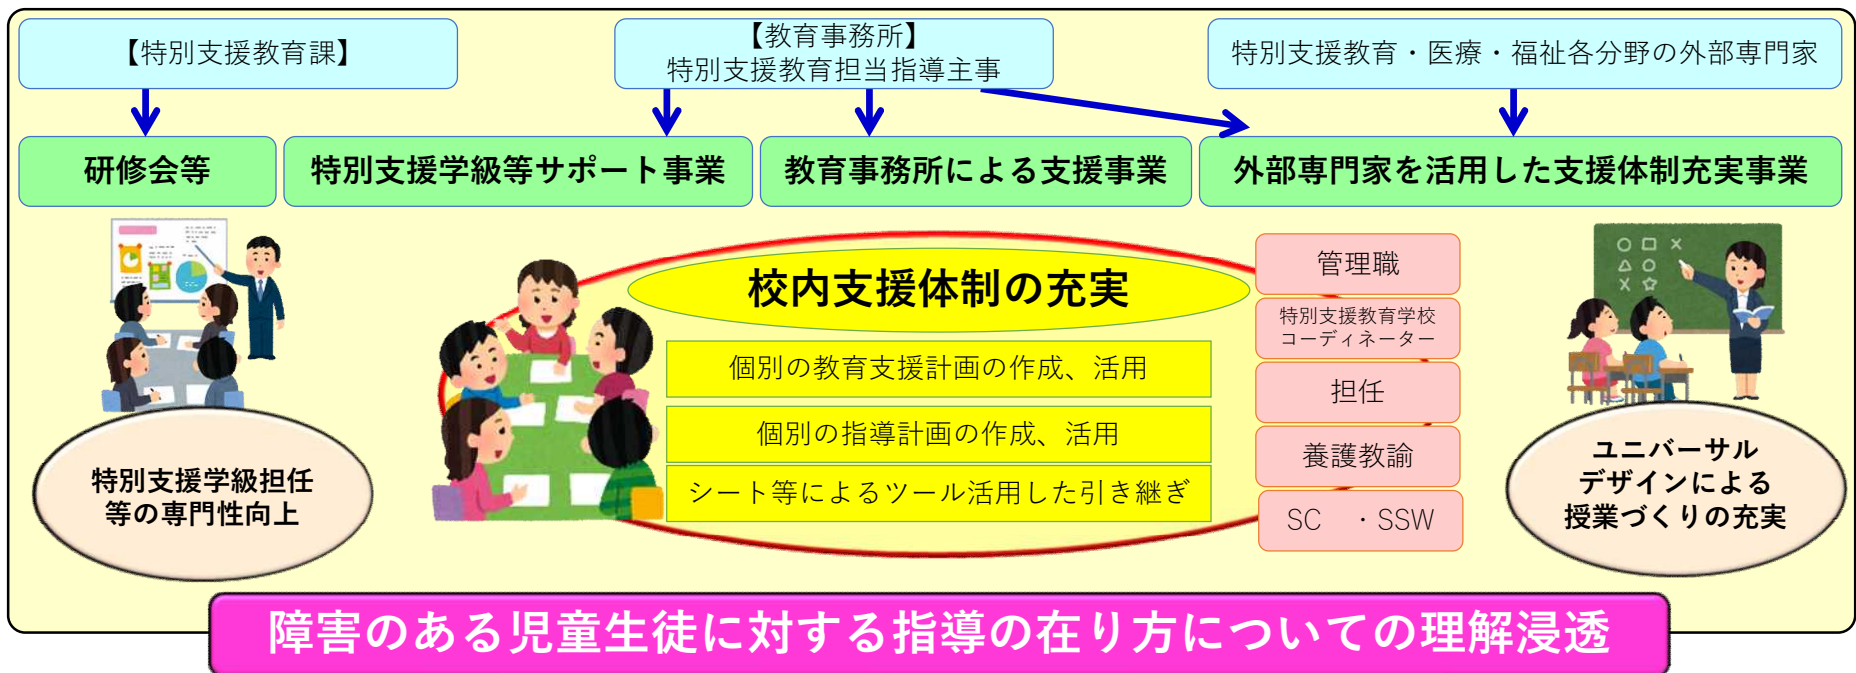 【特別支援教育課】
【教育事務所】
特別支援教育担当指導主事
特別支援教育・医療・福祉各分野の外部専門家
研修会等
特別支援学級等サポート事業
教育事務所による支援事業
外部専門家を活用した支援体制充実事業
校内支援体制の充実
個別の教育支援計画の作成、活用
個別の指導計画の作成、活用
シート等によるツール活用した引き継ぎ
管理職
特別支援教育学校
コーディネーター
担任
養護教諭
SC ・SSW
特別支援学級担任
等の専門性向上
ユニバーサル
デザインによる
授業づくりの充実
障害のある児童生徒に対する指導の在り方についての理解浸透